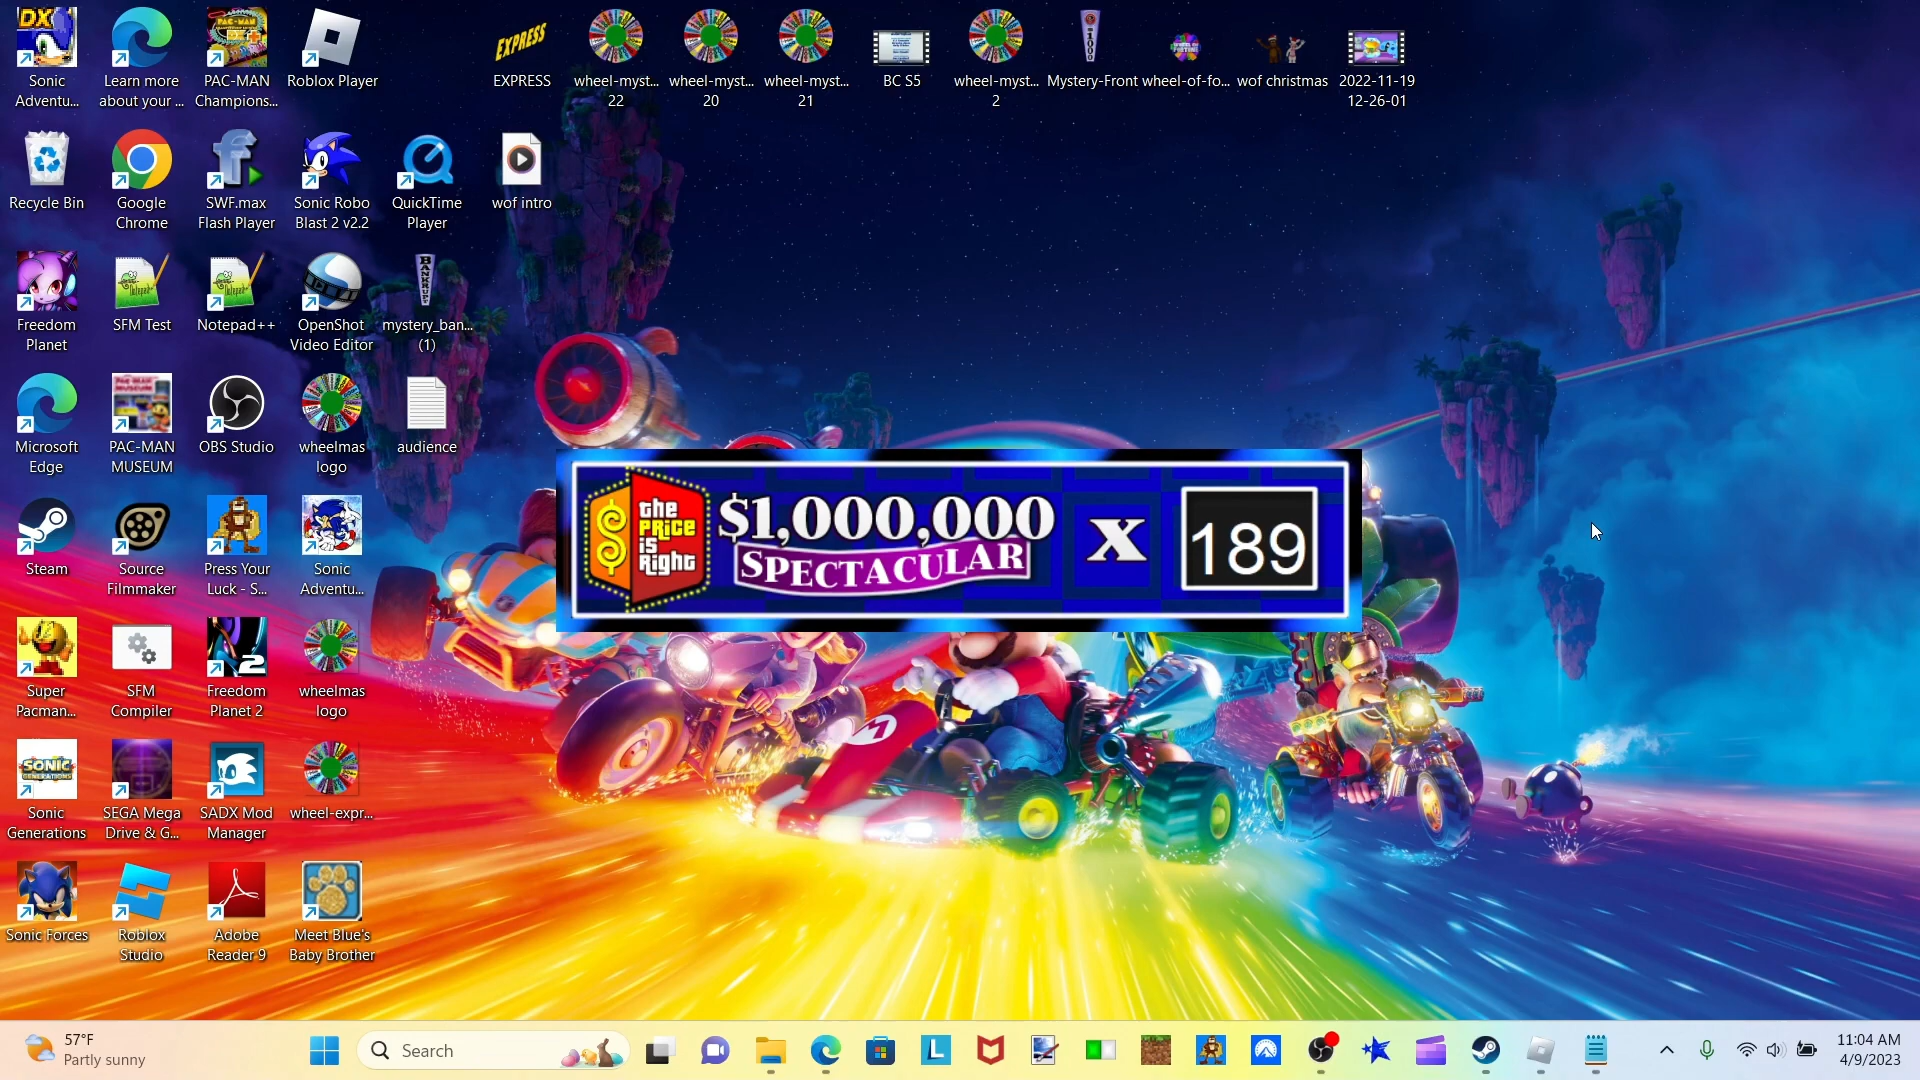 DX
Sonic
Adventu...
Learn more
about your ...
PAC-MAN
Champions...
Roblox Player
EXPRESS
EXPRESS
wheel-myst...
22
wheel-myst...
20
wheel-myst...
21
BC S5
wheel-myst...
2
$1000
Mystery-Front
wheel-of-fo...
wof christmas
2022-11-19
12-26-01
Recycle Bin
Google
Chrome
SWF.max
Flash Player
Sonic Robo
Blast 2 v2.2
QuickTime
Player
wof intro
Freedom
Planet
SFM Test
Notepad++
OpenShot
Video Editor
BANKRUPT
mystery_ban...
(1)
Microsoft
Edge
PAC-MAN
MUSEUM
OBS Studio
wheelmas
logo
audience
Steam
Source
Filmmaker
Press Your
Luck - S...
Sonic
Adventu...
the
PRiCe
is
Right
$1,000,000
SPECTACULAR
X
189
Super
Pacman...
SFM
Compiler
2
Freedom
Planet 2
wheelmas
logo
SONIC
GENERATIONS
Sonic
Generations
SEGA Mega
Drive & G...
SADX Mod
Manager
wheel-expr...
Sonic Forces
Roblox
Studio
Adobe
Reader 9
Meet Blue's
Baby Brother
57°F
Partly sunny
Search
L
11:04 AM
4/9/2023